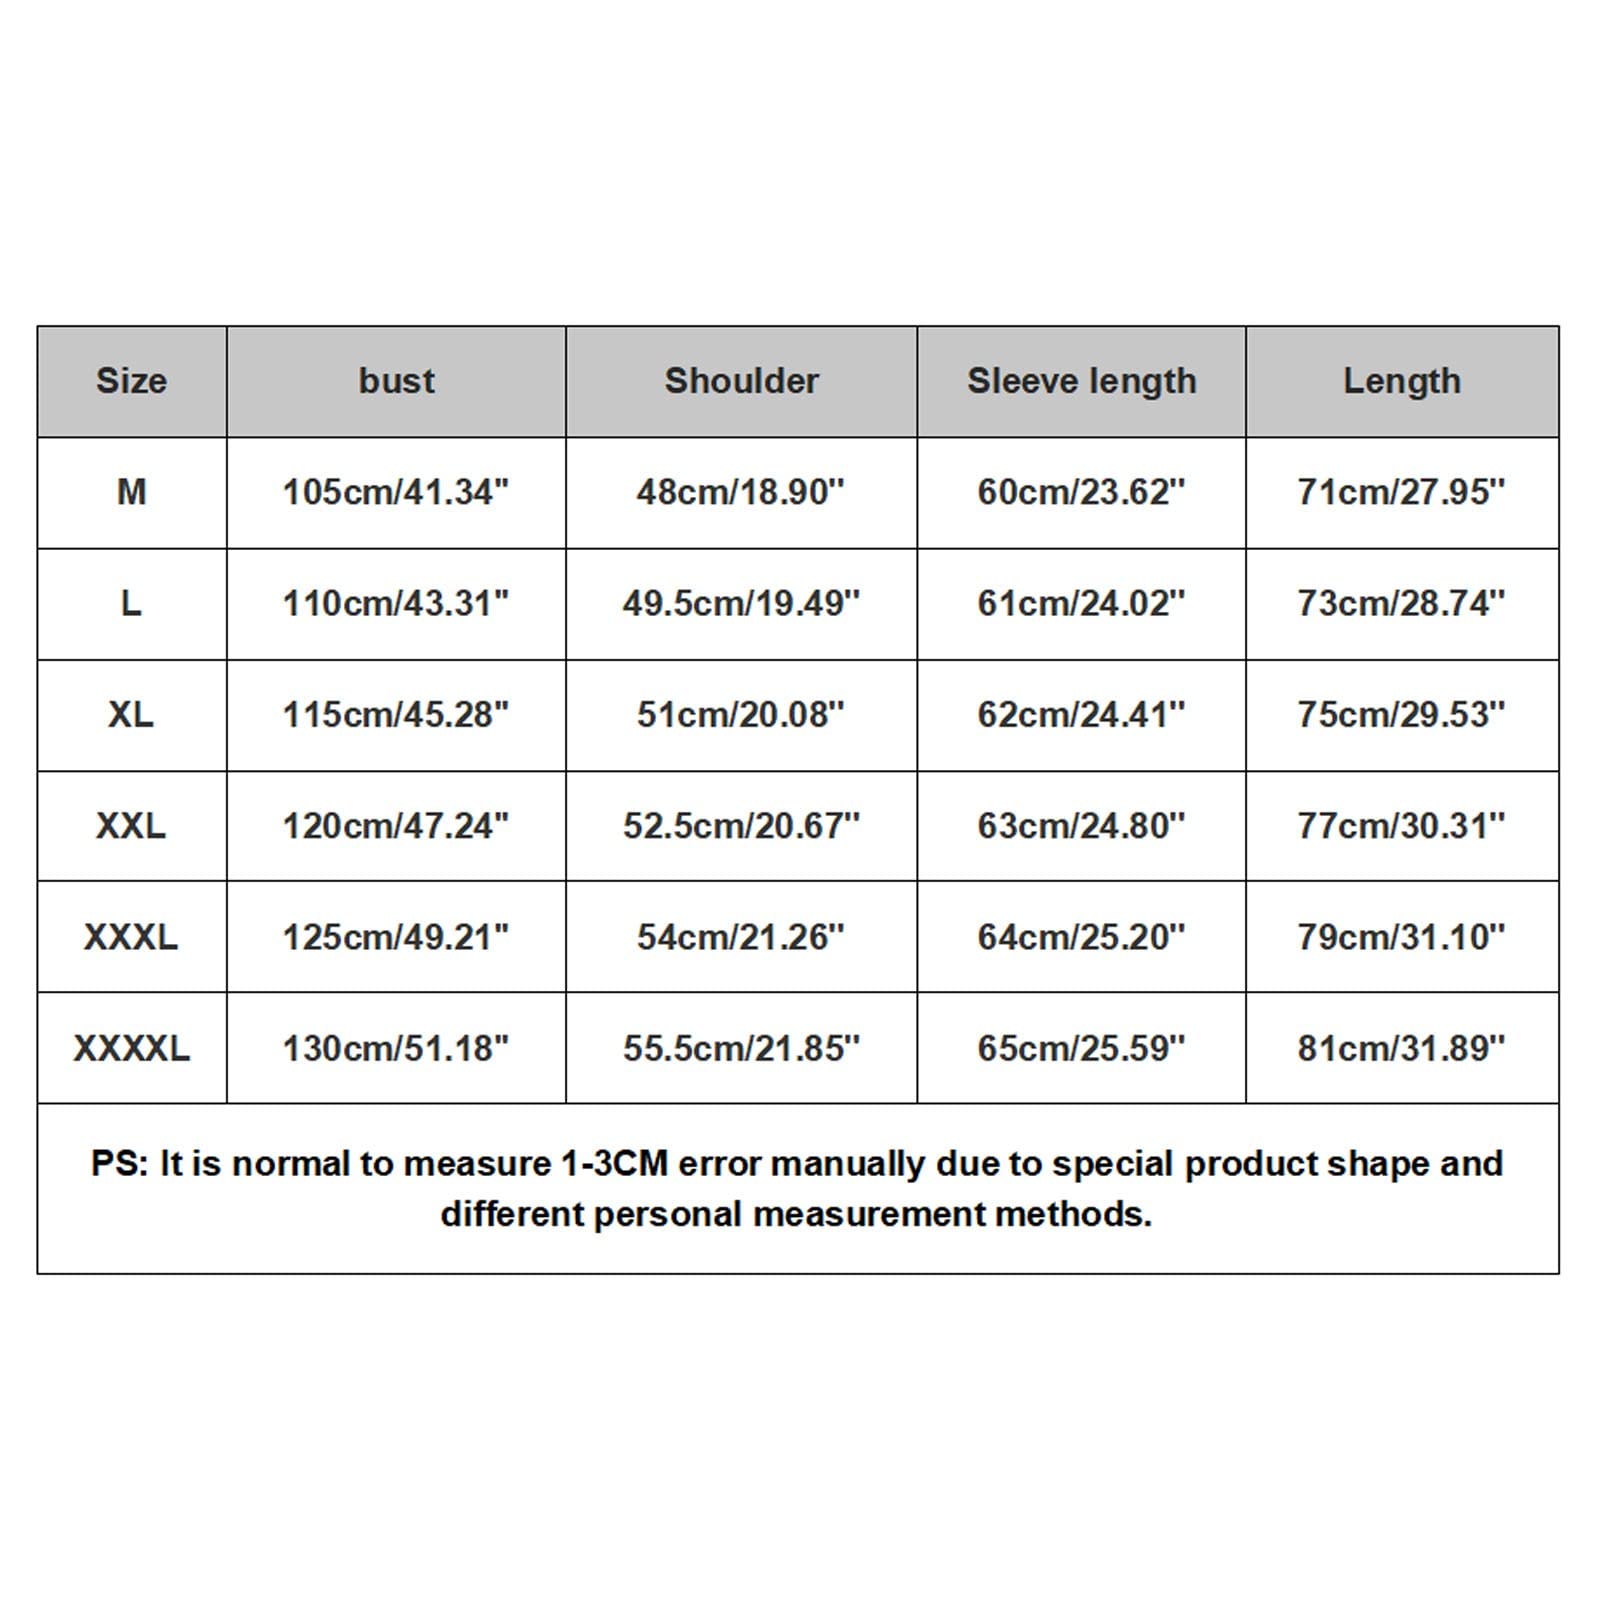 Size bust Shoulder Sleeve length Length
M 105cm/41.34" 48cm/18.90" 60cm/23.62" 71cm/27.95"
L 110cm/43.31" 49.5cm/19.49" 61cm/24.02" 73cm/28.74"
XL 115cm/45.28" 51cm/20.08" 62cm/24.41" 75cm/29.53"
XXL 120cm/47.24" 52.5cm/20.67" 63cm/24.80" 77cm/30.31"
XXXL 125cm/49.21" 54cm/21.26" 64cm/25.20" 79cm/31.10"
XXXXL 130cm/51.18" 55.5cm/21.85" 65cm/25.59" 81cm/31.89"
PS: It is normal to measure 1-3CM error manually due to special product shape and
different personal measurement methods.